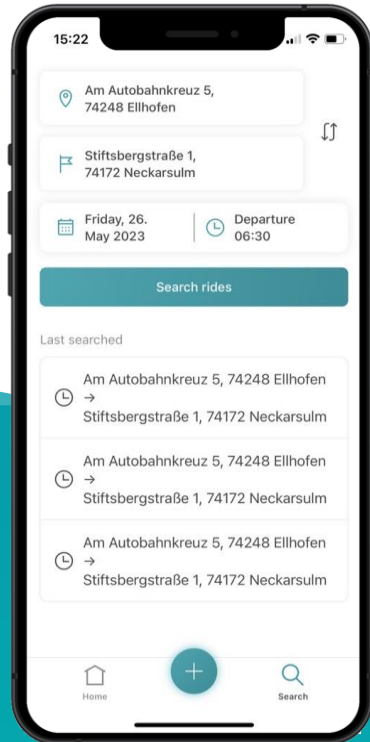 15:22
Am Autobahnkreuz 5,
74248 Ellhofen
Stiftsbergstraße 1,
74172 Neckarsulm
Friday, 26.
May 2023
Departure
06:30
Search rides
Last searched
Am Autobahnkreuz 5, 74248 Ellhofen
→
Stiftsbergstraße 1, 74172 Neckarsulm
Am Autobahnkreuz 5, 74248 Ellhofen
→
Stiftsbergstraße 1, 74172 Neckarsulm
Am Autobahnkreuz 5, 74248 Ellhofen
→
Stiftsbergstraße 1, 74172 Neckarsulm
Home
Search